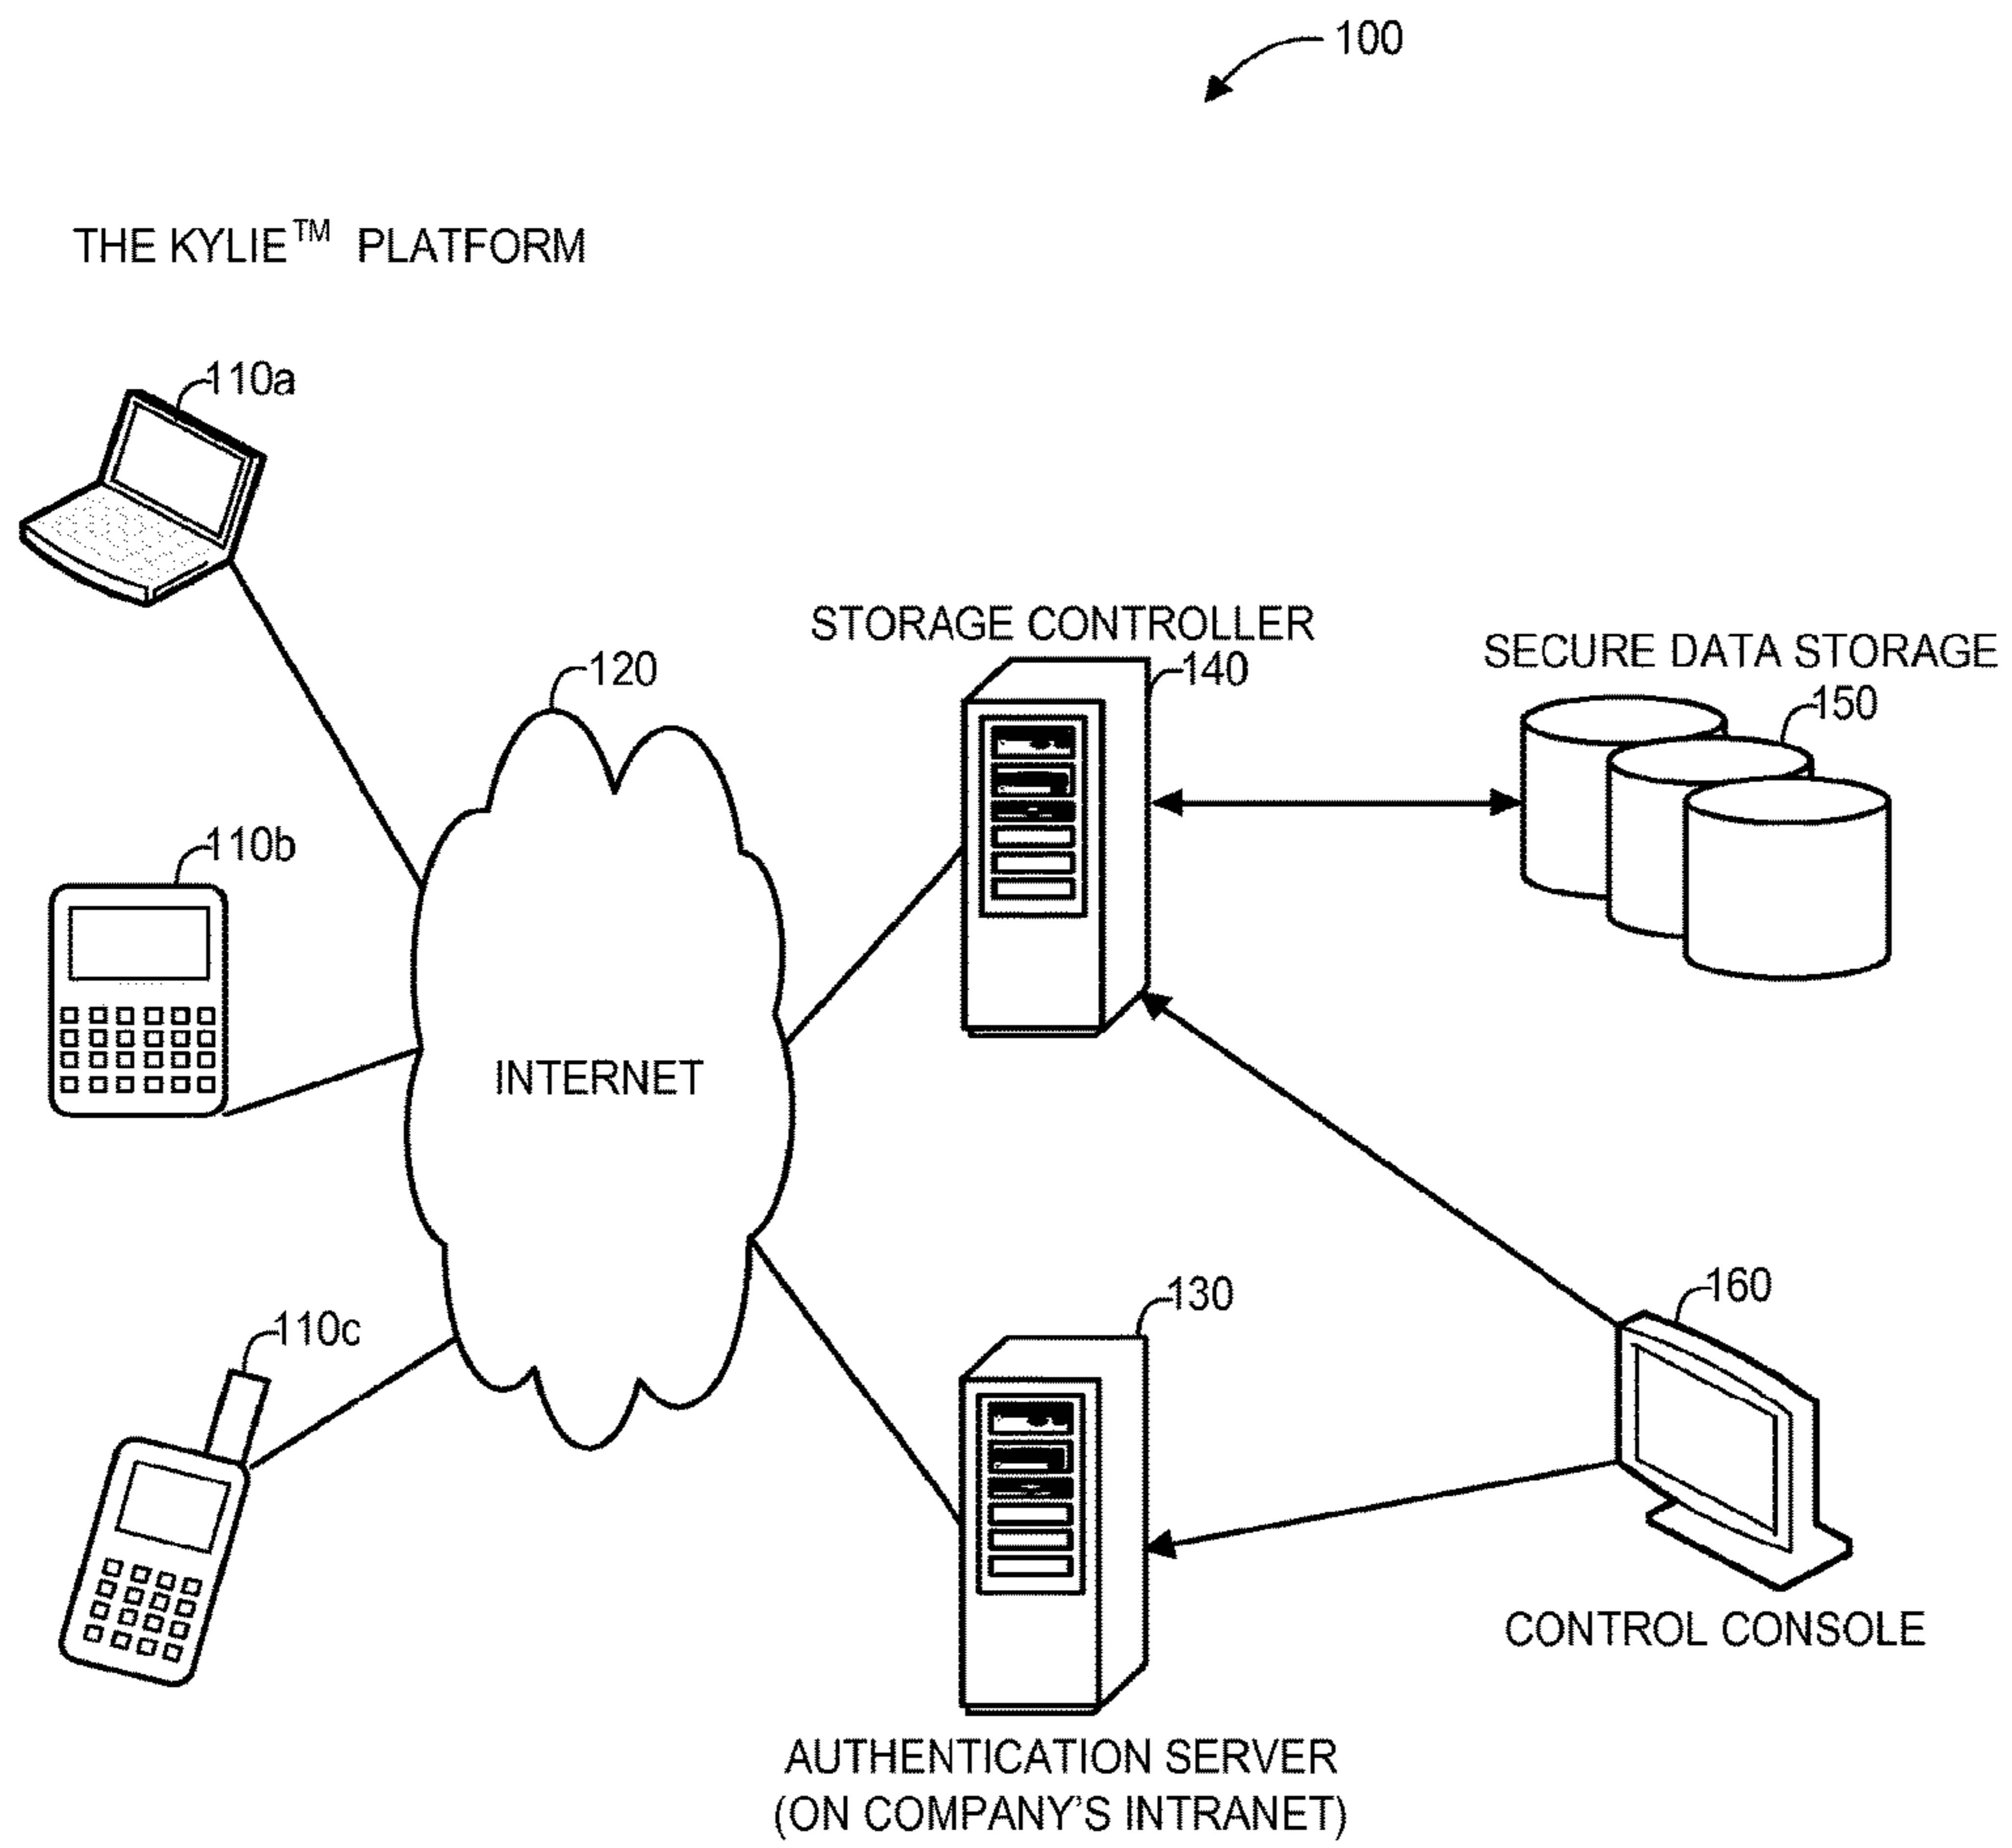 100
THE KYLIE™ PLATFORM
110a
STORAGE CONTROLLER
140
SECURE DATA STORAGE
150
120
110b
INTERNET
110c
130
160
CONTROL CONSOLE
AUTHENTICATION SERVER
(ON COMPANY'S INTRANET)